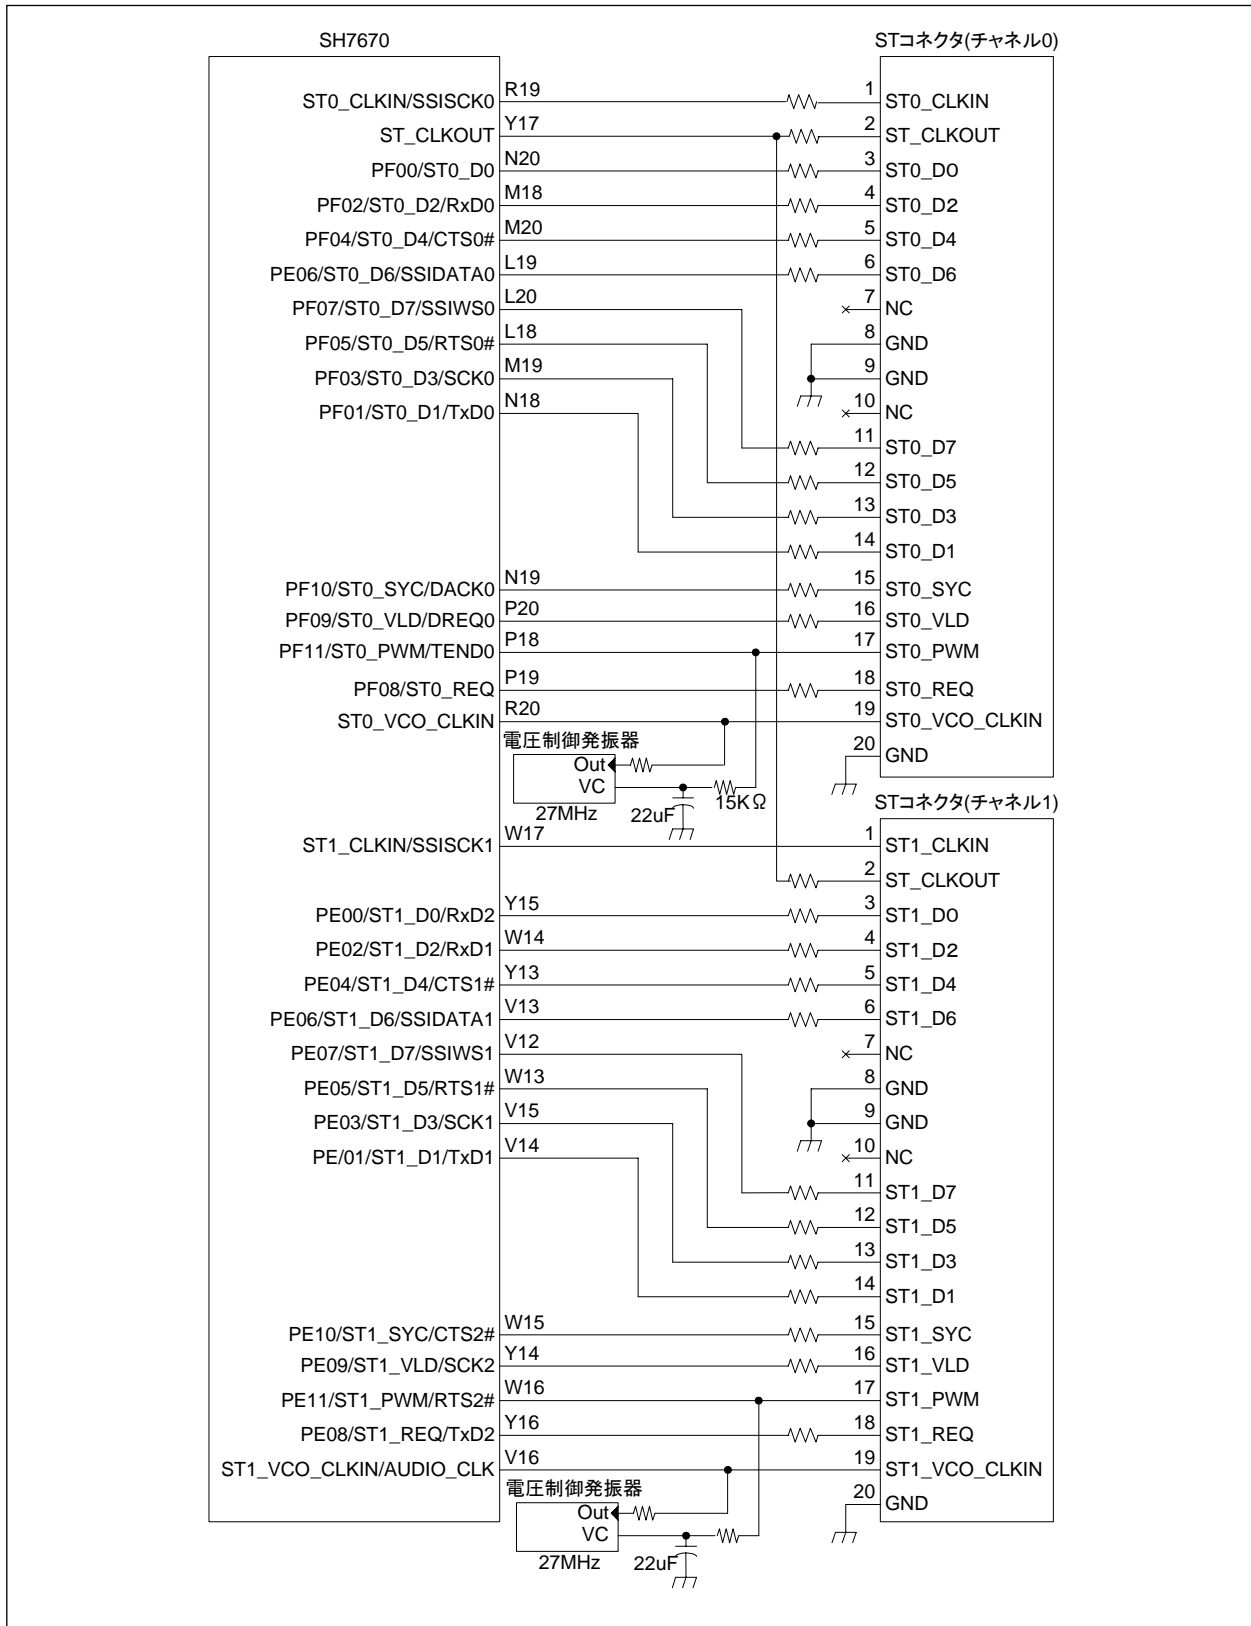 SH7670
STコネクタ(チャネル0)
ST0_CLKIN/SSISCK0 R19 1 ST0_CLKIN
ST_CLKOUT Y17 2 ST_CLKOUT
PF00/ST0_D0 N20 3 ST0_D0
PF02/ST0_D2/RxD0 M18 4 ST0_D2
PF04/ST0_D4/CTS0# M20 5 ST0_D4
PE06/ST0_D6/SSIDATA0 L19 6 ST0_D6
PF07/ST0_D7/SSIWS0 L20 7 NC
PF05/ST0_D5/RTS0# L18 8 GND
PF03/ST0_D3/SCK0 M19 9 GND
PF01/ST0_D1/TxD0 N18 10 NC
11 ST0_D7
12 ST0_D5
13 ST0_D3
14 ST0_D1
PF10/ST0_SYC/DACK0 N19 15 ST0_SYC
PF09/ST0_VLD/DREQ0 P20 16 ST0_VLD
PF11/ST0_PWM/TEND0 P18 17 ST0_PWM
PF08/ST0_REQ P19 18 ST0_REQ
ST0_VCO_CLKIN R20 19 ST0_VCO_CLKIN
電圧制御発振器
20 GND
Out
VC
15KΩ
27MHz 22uF
STコネクタ(チャネル1)
ST1_CLKIN/SSISCK1 W17 1 ST1_CLKIN
2 ST_CLKOUT
PE00/ST1_D0/RxD2 Y15 3 ST1_D0
PE02/ST1_D2/RxD1 W14 4 ST1_D2
PE04/ST1_D4/CTS1# Y13 5 ST1_D4
PE06/ST1_D6/SSIDATA1 V13 6 ST1_D6
PE07/ST1_D7/SSIWS1 V12 7 NC
PE05/ST1_D5/RTS1# W13 8 GND
PE03/ST1_D3/SCK1 V15 9 GND
PE/01/ST1_D1/TxD1 V14 10 NC
11 ST1_D7
12 ST1_D5
13 ST1_D3
14 ST1_D1
PE10/ST1_SYC/CTS2# W15 15 ST1_SYC
PE09/ST1_VLD/SCK2 Y14 16 ST1_VLD
PE11/ST1_PWM/RTS2# W16 17 ST1_PWM
PE08/ST1_REQ/TxD2 Y16 18 ST1_REQ
ST1_VCO_CLKIN/AUDIO_CLK V16 19 ST1_VCO_CLKIN
電圧制御発振器
20 GND
Out
VC
27MHz 22uF